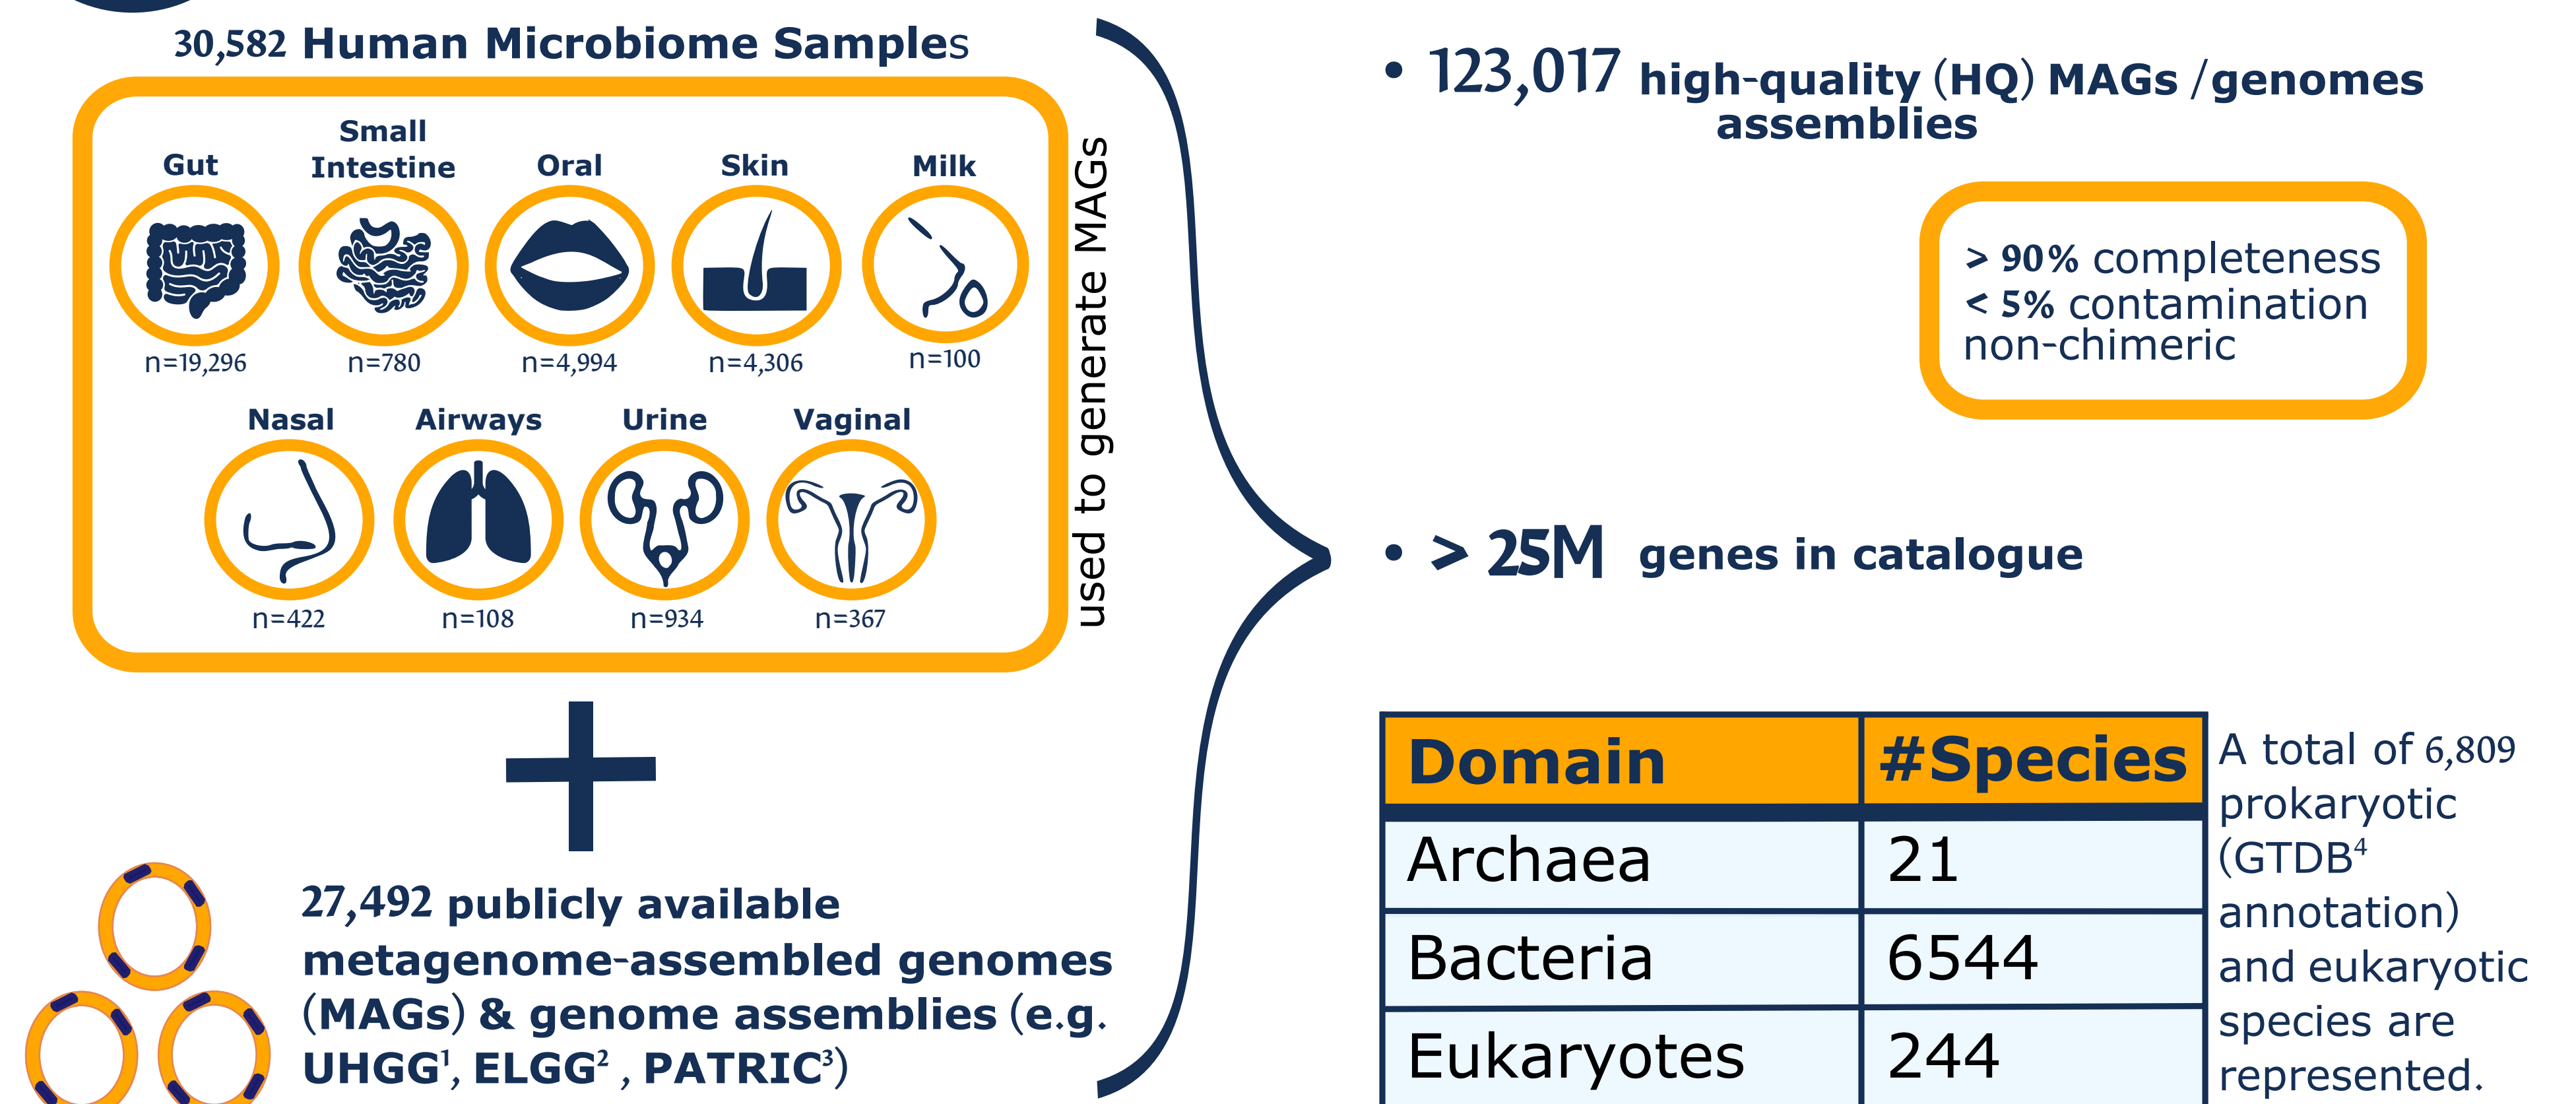 30,582 Human Microbiome Samples
Gut
Small
Intestine
Oral
Skin
Milk
n=19,296
n=780
n=4,994
n=4,306
n=100
Nasal
Airways
Urine
Vaginal
n=422
n=108
n=934
n=367
used to generate MAGs
27,492 publicly available
metagenome-assembled genomes
(MAGs) & genome assemblies (e.g.
UHGG¹, ELGG² , PATRIC³)
• 123,017 high-quality (HQ) MAGs /genomes
assemblies
> 90% completeness
< 5% contamination
non-chimeric
• > 25M genes in catalogue
Domain #Species
Archaea 21
Bacteria 6544
Eukaryotes 244
A total of 6,809
prokaryotic
(GTDB⁴
annotation)
and eukaryotic
species are
represented.